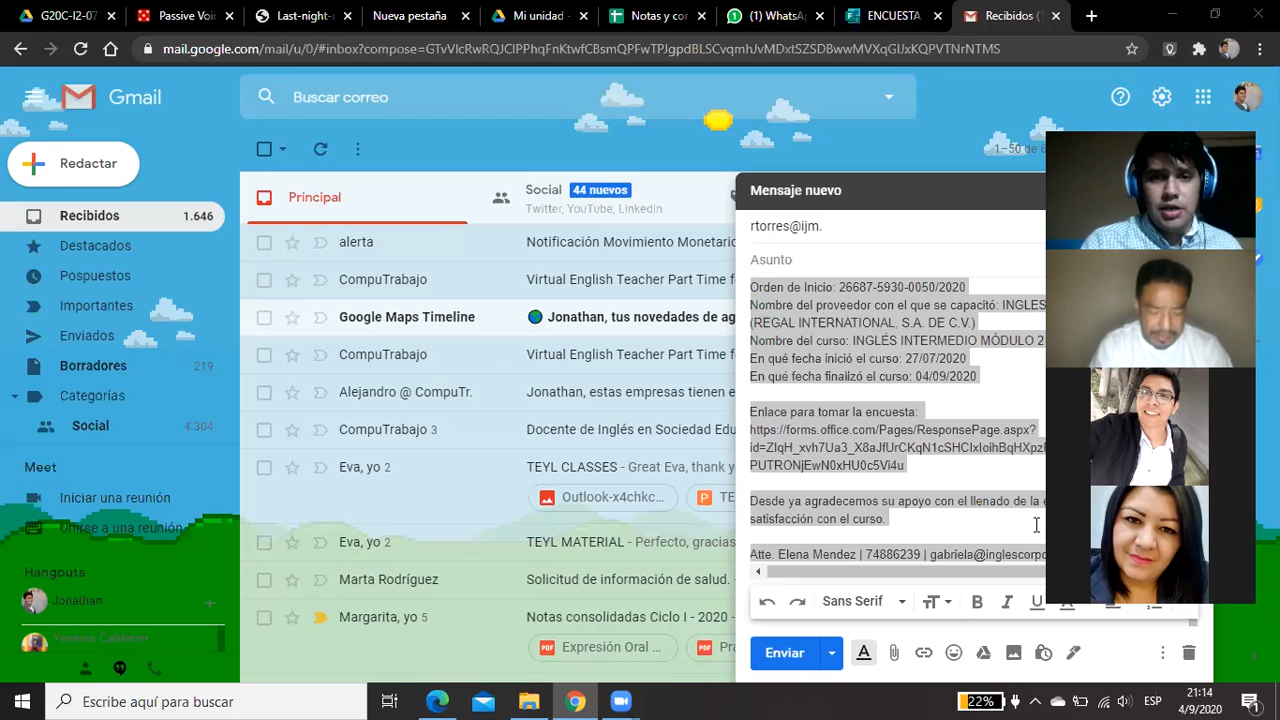 G20C-I2-07
Passive Voi
Last-night-
Nueva pestaña
Mi unidad -
Notas y co
(1) WhatsA
ENCUESTA
Recibidos (
mail.google.com/mail/u/0/#inbox?compose=GTvVlcRwRQJClPPhqFnKtwfCBsmQPFwTPJgpdBLSCvqmhJvMDxtSZSDBwwMVXqGlJxKQPVTNrNTMS
Gmail
Buscar correo
Redactar
1–50 de 6
Principal
Social 44 nuevos
Twitter, YouTube, LinkedIn
Recibidos 1.646
Destacados
Pospuestos
Importantes
Enviados
Borradores 219
Categorías
Social 4.304
Meet
Iniciar una reunión
Unirse a una reunión
Hangouts
Jonathan
Yesenia Calderon
alerta Notificación Movimiento Monetario
CompuTrabajo Virtual English Teacher Part Time f
Google Maps Timeline Jonathan, tus novedades de ag
CompuTrabajo Virtual English Teacher Part Time f
Alejandro @ CompuTr. Jonathan, estas empresas tienen e
CompuTrabajo 3 Docente de Inglés en Sociedad Edu
Eva, yo 2 TEYL CLASSES - Great Eva, thank y
Outlook-x4chkc... TE
Eva, yo 2 TEYL MATERIAL - Perfecto, gracias
Marta Rodríguez Solicitud de información de salud. -
Margarita, yo 5 Notas consolidadas Ciclo I - 2020 -
Expresión Oral ... Pra
Mensaje nuevo
rtorres@ijm.
Asunto
Orden de Inicio: 26687-5930-0050/2020
Nombre del proveedor con el que se capacitó: INGLES
(REGAL INTERNATIONAL, S.A. DE C.V.)
Nombre del curso: INGLÉS INTERMEDIO MÓDULO 2
En qué fecha inició el curso: 27/07/2020
En qué fecha finalizó el curso: 04/09/2020
Enlace para tomar la encuesta:
https://forms.office.com/Pages/ResponsePage.aspx?
id=ZlqH_xvh7Ua3_X8aJfUrCKqN1cSHCIxIoihBqHXpzF
PUTRONjEwN0xHU0c5Vi4u
Desde ya agradecemos su apoyo con el llenado de la e
satisfacción con el curso.
Atte. Elena Mendez | 74886239 | gabriela@inglescorpo
Sans Serif
Enviar
Escribe aquí para buscar
22%
ESP
21:14
4/9/2020